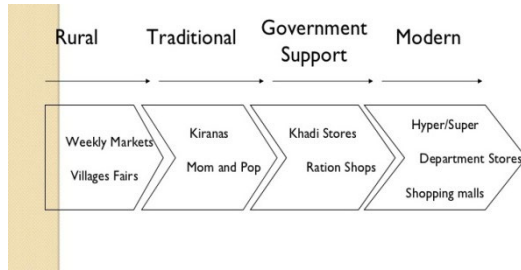 Rural
Traditional
Government
Support
Modern
Weekly Markets
Villages Fairs
Kiranas
Mom and Pop
Khadi Stores
Ration Shops
Hyper/Super
Department Stores
Shopping malls